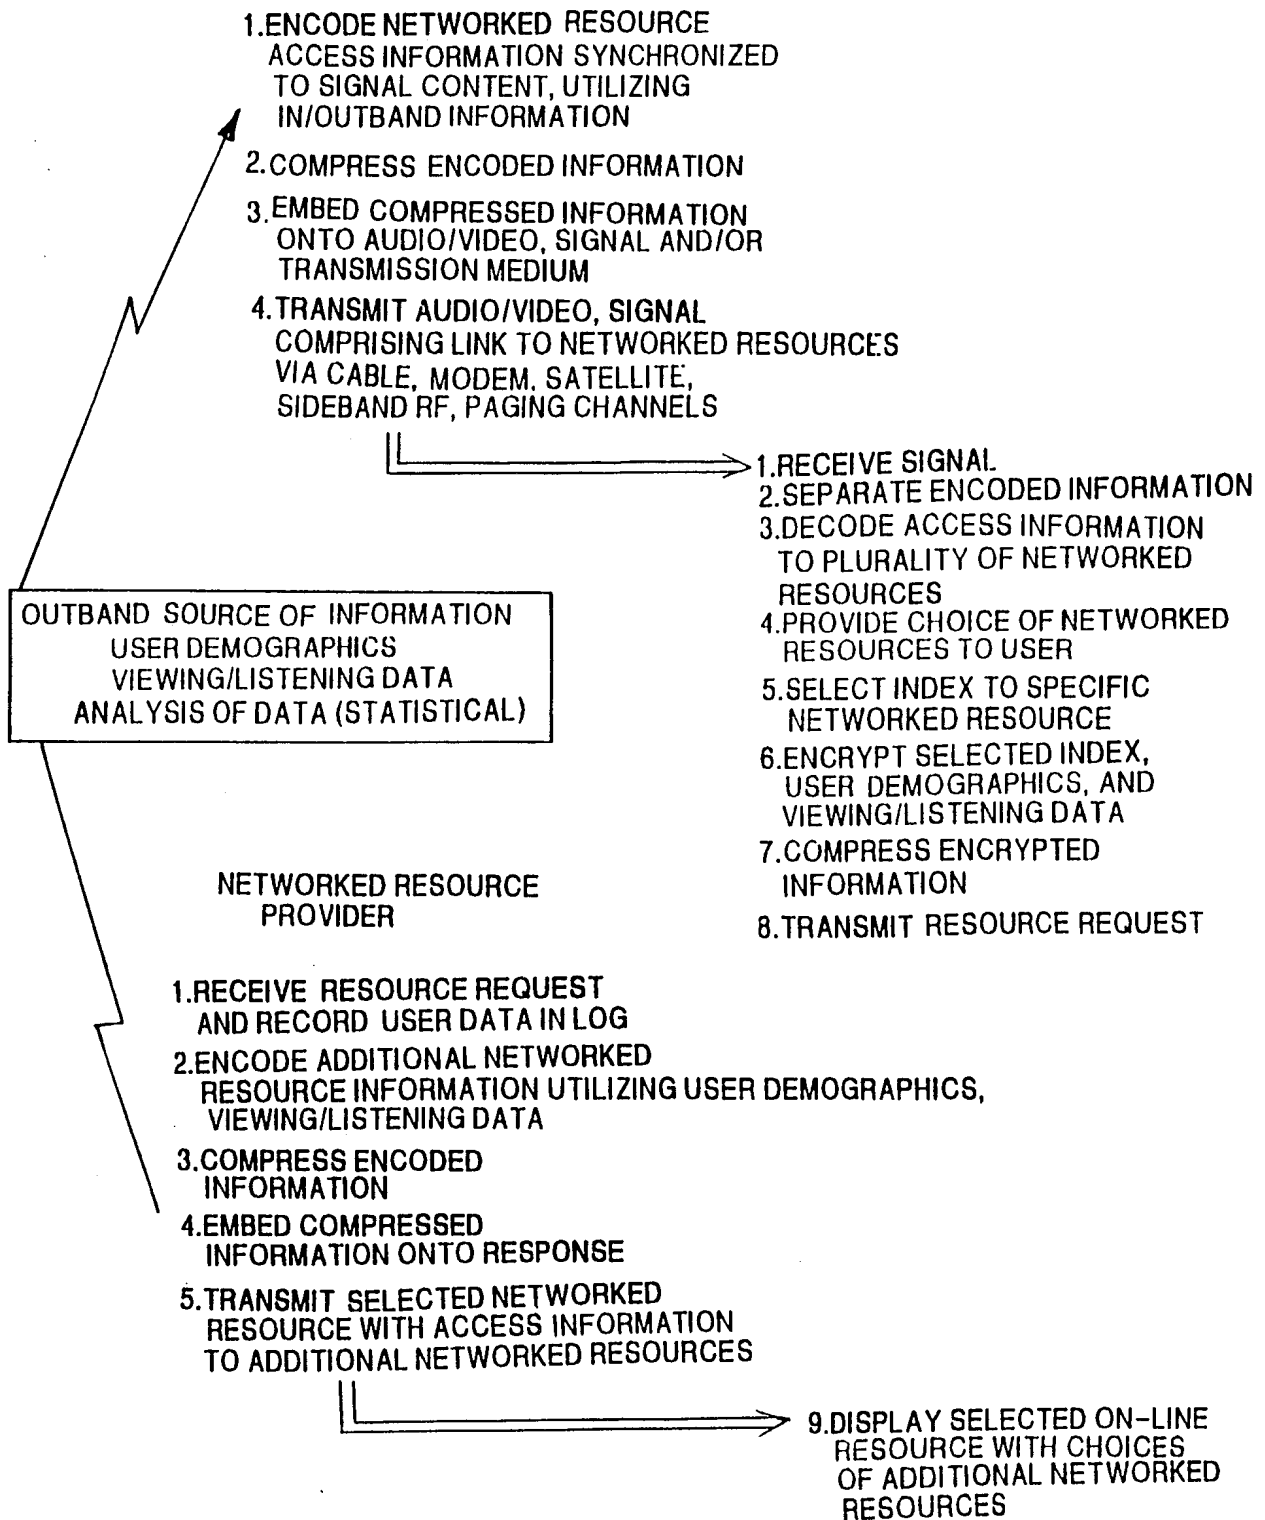 1.ENCODE NETWORKED RESOURCE
ACCESS INFORMATION SYNCHRONIZED
TO SIGNAL CONTENT, UTILIZING
IN/OUTBAND INFORMATION
2.COMPRESS ENCODED INFORMATION
3.EMBED COMPRESSED INFORMATION
ONTO AUDIO/VIDEO, SIGNAL AND/OR
TRANSMISSION MEDIUM
4.TRANSMIT AUDIO/VIDEO, SIGNAL
COMPRISING LINK TO NETWORKED RESOURCES
VIA CABLE, MODEM. SATELLITE,
SIDEBAND RF, PAGING CHANNELS
1.RECEIVE SIGNAL
2.SEPARATE ENCODED INFORMATION
3.DECODE ACCESS INFORMATION
TO PLURALITY OF NETWORKED
RESOURCES
4.PROVIDE CHOICE OF NETWORKED
RESOURCES TO USER
5.SELECT INDEX TO SPECIFIC
NETWORKED RESOURCE
6.ENCRYPT SELECTED INDEX,
USER DEMOGRAPHICS, AND
VIEWING/LISTENING DATA
7.COMPRESS ENCRYPTED
INFORMATION
8.TRANSMIT RESOURCE REQUEST
OUTBAND SOURCE OF INFORMATION
USER DEMOGRAPHICS
VIEWING/LISTENING DATA
ANALYSIS OF DATA (STATISTICAL)
NETWORKED RESOURCE
PROVIDER
1.RECEIVE RESOURCE REQUEST
AND RECORD USER DATA IN LOG
2.ENCODE ADDITIONAL NETWORKED
RESOURCE INFORMATION UTILIZING USER DEMOGRAPHICS,
VIEWING/LISTENING DATA
3.COMPRESS ENCODED
INFORMATION
4.EMBED COMPRESSED
INFORMATION ONTO RESPONSE
5.TRANSMIT SELECTED NETWORKED
RESOURCE WITH ACCESS INFORMATION
TO ADDITIONAL NETWORKED RESOURCES
9.DISPLAY SELECTED ON-LINE
RESOURCE WITH CHOICES
OF ADDITIONAL NETWORKED
RESOURCES